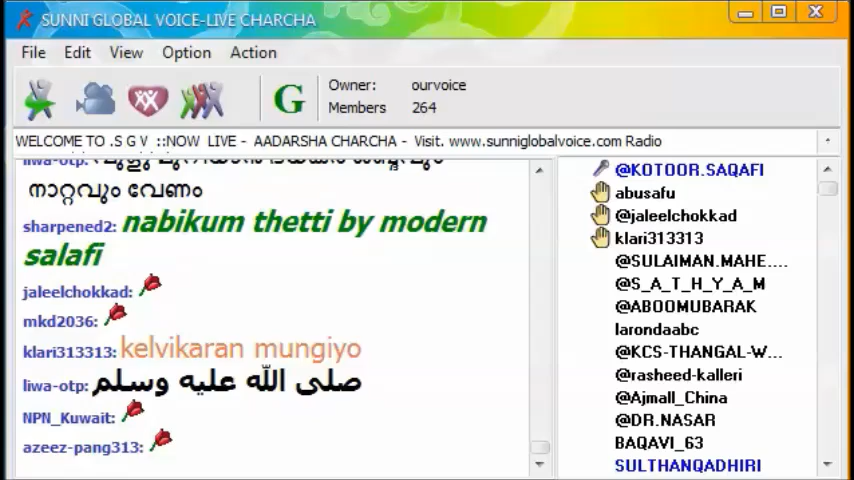 SUNNI GLOBAL VOICE-LIVE CHARCHA
File Edit View Option Action
G
Owner: ourvoice
Members 264
WELCOME TO .S G V ::NOW LIVE - AADARSHA CHARCHA - Visit. www.sunniglobalvoice.com Radio
liwa-otp:
നാറ്റവും വേണം
sharpened2: nabikum thetti by modern
salafi
jaleelchokkad:
mkd2036:
klari313313: kelvikaran mungiyo
liwa-otp: صلى الله عليه وسلم
NPN_Kuwait:
azeez-pang313:
@KOTOOR.SAQAFI
abusafu
@jaleelchokkad
klari313313
@SULAIMAN.MAHE....
@S_A_T_H_Y_A_M
@ABOOMUBARAK
larondaabc
@KCS-THANGAL-W...
@rasheed-kalleri
@Ajmall_China
@DR.NASAR
BAQAVI_63
SULTHANQADHIRI